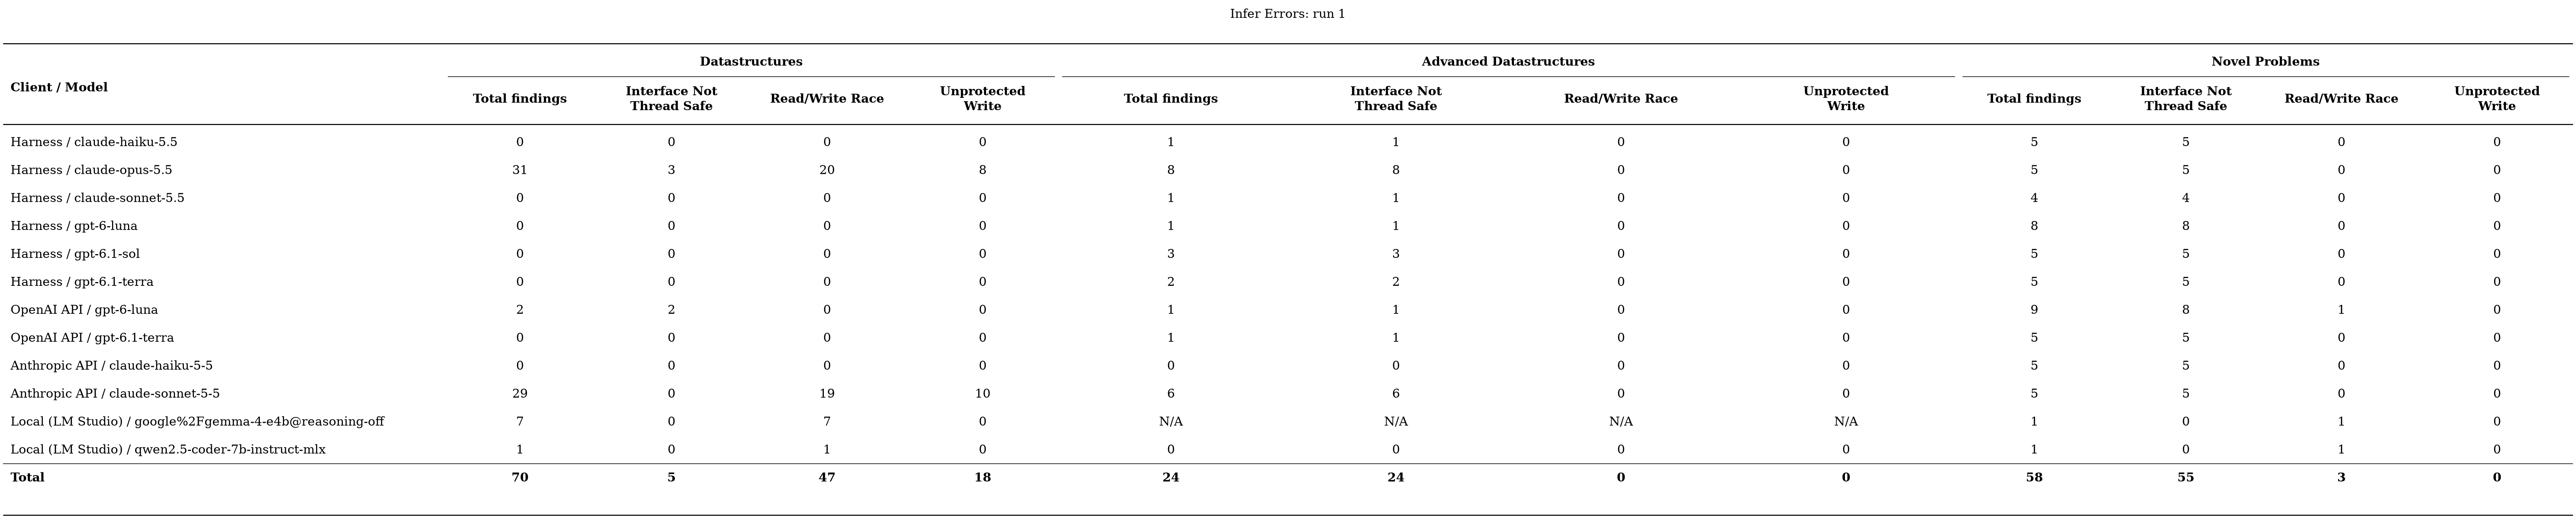 Infer Errors: run 1
Datastructures Advanced Datastructures Novel Problems
Client / Model Total findings Interface Not Thread Safe Read/Write Race Unprotected Write Total findings Interface Not Thread Safe Read/Write Race Unprotected Write Total findings Interface Not Thread Safe Read/Write Race Unprotected Write
Harness / claude-haiku-5.5 0 0 0 0 1 1 0 0 5 5 0 0
Harness / claude-opus-5.5 31 3 20 8 8 8 0 0 5 5 0 0
Harness / claude-sonnet-5.5 0 0 0 0 1 1 0 0 4 4 0 0
Harness / gpt-6-luna 0 0 0 0 1 1 0 0 8 8 0 0
Harness / gpt-6.1-sol 0 0 0 0 3 3 0 0 5 5 0 0
Harness / gpt-6.1-terra 0 0 0 0 2 2 0 0 5 5 0 0
OpenAI API / gpt-6-luna 2 2 0 0 1 1 0 0 9 8 1 0
OpenAI API / gpt-6.1-terra 0 0 0 0 1 1 0 0 5 5 0 0
Anthropic API / claude-haiku-5-5 0 0 0 0 0 0 0 0 5 5 0 0
Anthropic API / claude-sonnet-5-5 29 0 19 10 6 6 0 0 5 5 0 0
Local (LM Studio) / google%2Fgemma-4-e4b@reasoning-off 7 0 7 0 N/A N/A N/A N/A 1 0 1 0
Local (LM Studio) / qwen2.5-coder-7b-instruct-mlx 1 0 1 0 0 0 0 0 1 0 1 0
Total 70 5 47 18 24 24 0 0 58 55 3 0